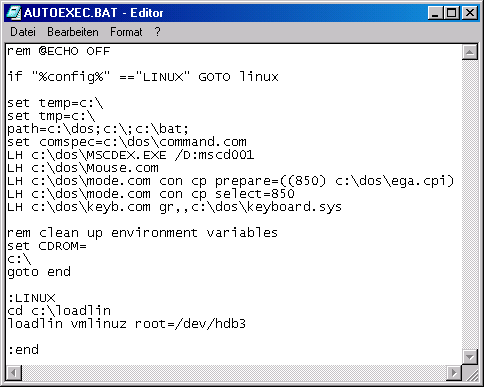 AUTOEXEC.BAT - Editor
Datei Bearbeiten Format ?
rem @ECHO OFF
if "%config%" =="LINUX" GOTO linux
set temp=c:\
set tmp=c:\
path=c:\dos;c:\;c:\bat;
set comspec=c:\dos\command.com
LH c:\dos\MSCDEX.EXE /D:mscd001
LH c:\dos\Mouse.com
LH c:\dos\mode.com con cp prepare=((850) c:\dos\ega.cpi)
LH c:\dos\mode.com con cp select=850
LH c:\dos\keyb.com gr,,c:\dos\keyboard.sys
rem clean up environment variables
set CDROM=
c:\
goto end
:LINUX
cd c:\loadlin
loadlin vmlinuz root=/dev/hdb3
:end